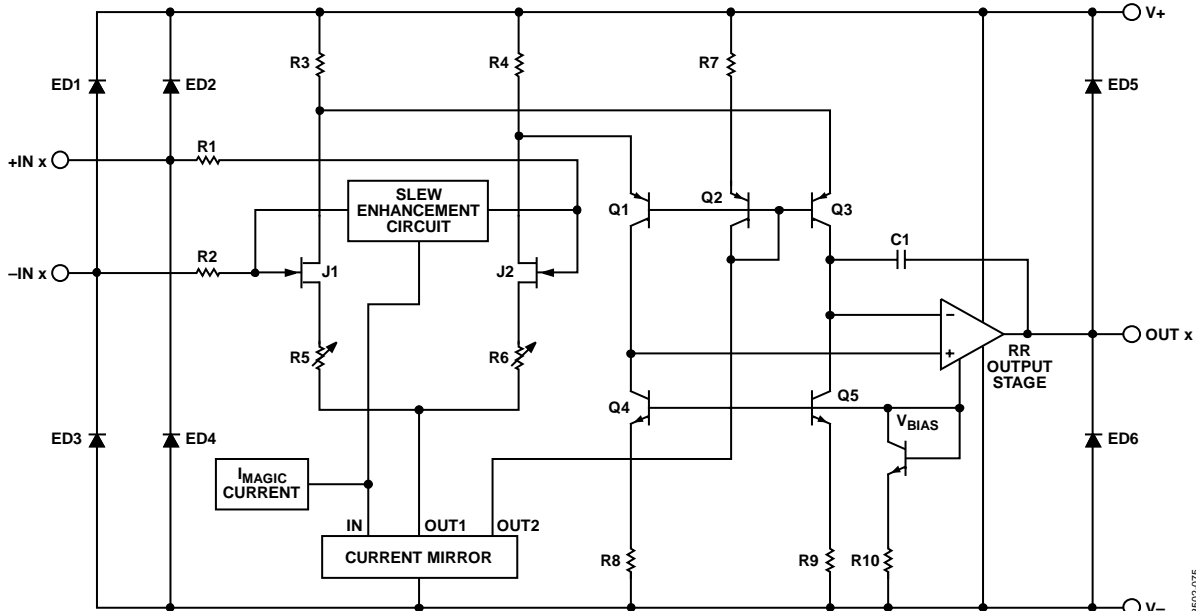 V+
R3
R4
R7
ED1
ED2
ED5
R1
+IN x
SLEW
ENHANCEMENT
CIRCUIT
Q1
Q2
Q3
C1
R2
–IN x
J1
J2
–
+
OUT x
RR
OUTPUT
STAGE
R5
R6
Q4
Q5
VBIAS
ED3
ED4
ED6
IMAGIC
CURRENT
IN
OUT1
OUT2
CURRENT MIRROR
R8
R9
R10
V–